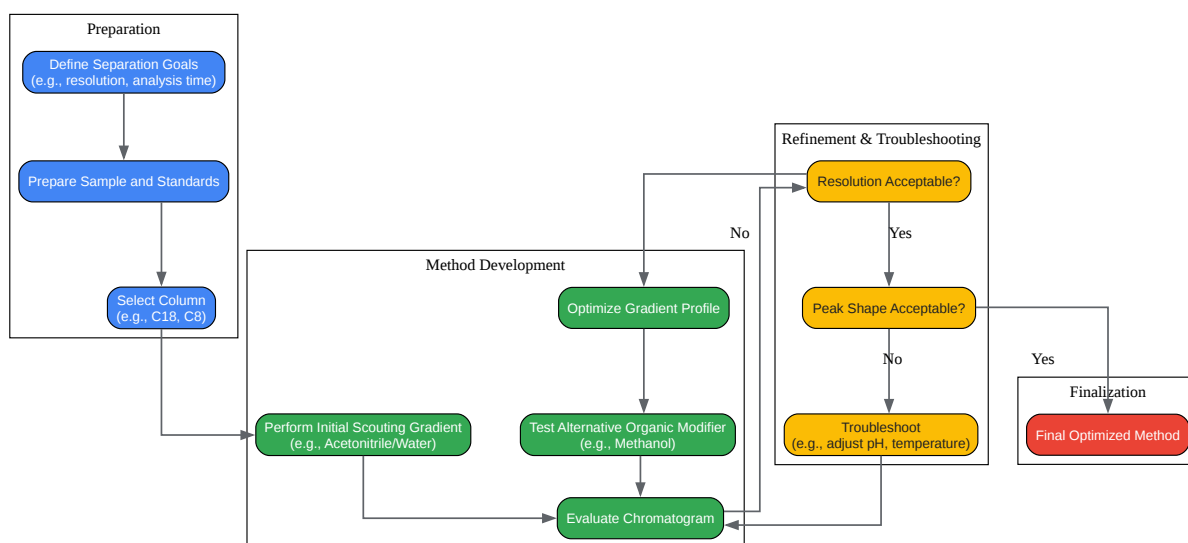 Preparation
Define Separation Goals
(e.g., resolution, analysis time)
Prepare Sample and Standards
Select Column
(e.g., C18, C8)
Method Development
Optimize Gradient Profile
Perform Initial Scouting Gradient
(e.g., Acetonitrile/Water)
Test Alternative Organic Modifier
(e.g., Methanol)
Evaluate Chromatogram
Refinement & Troubleshooting
Resolution Acceptable?
No
Yes
Peak Shape Acceptable?
No
Yes
Troubleshoot
(e.g., adjust pH, temperature)
Finalization
Final Optimized Method